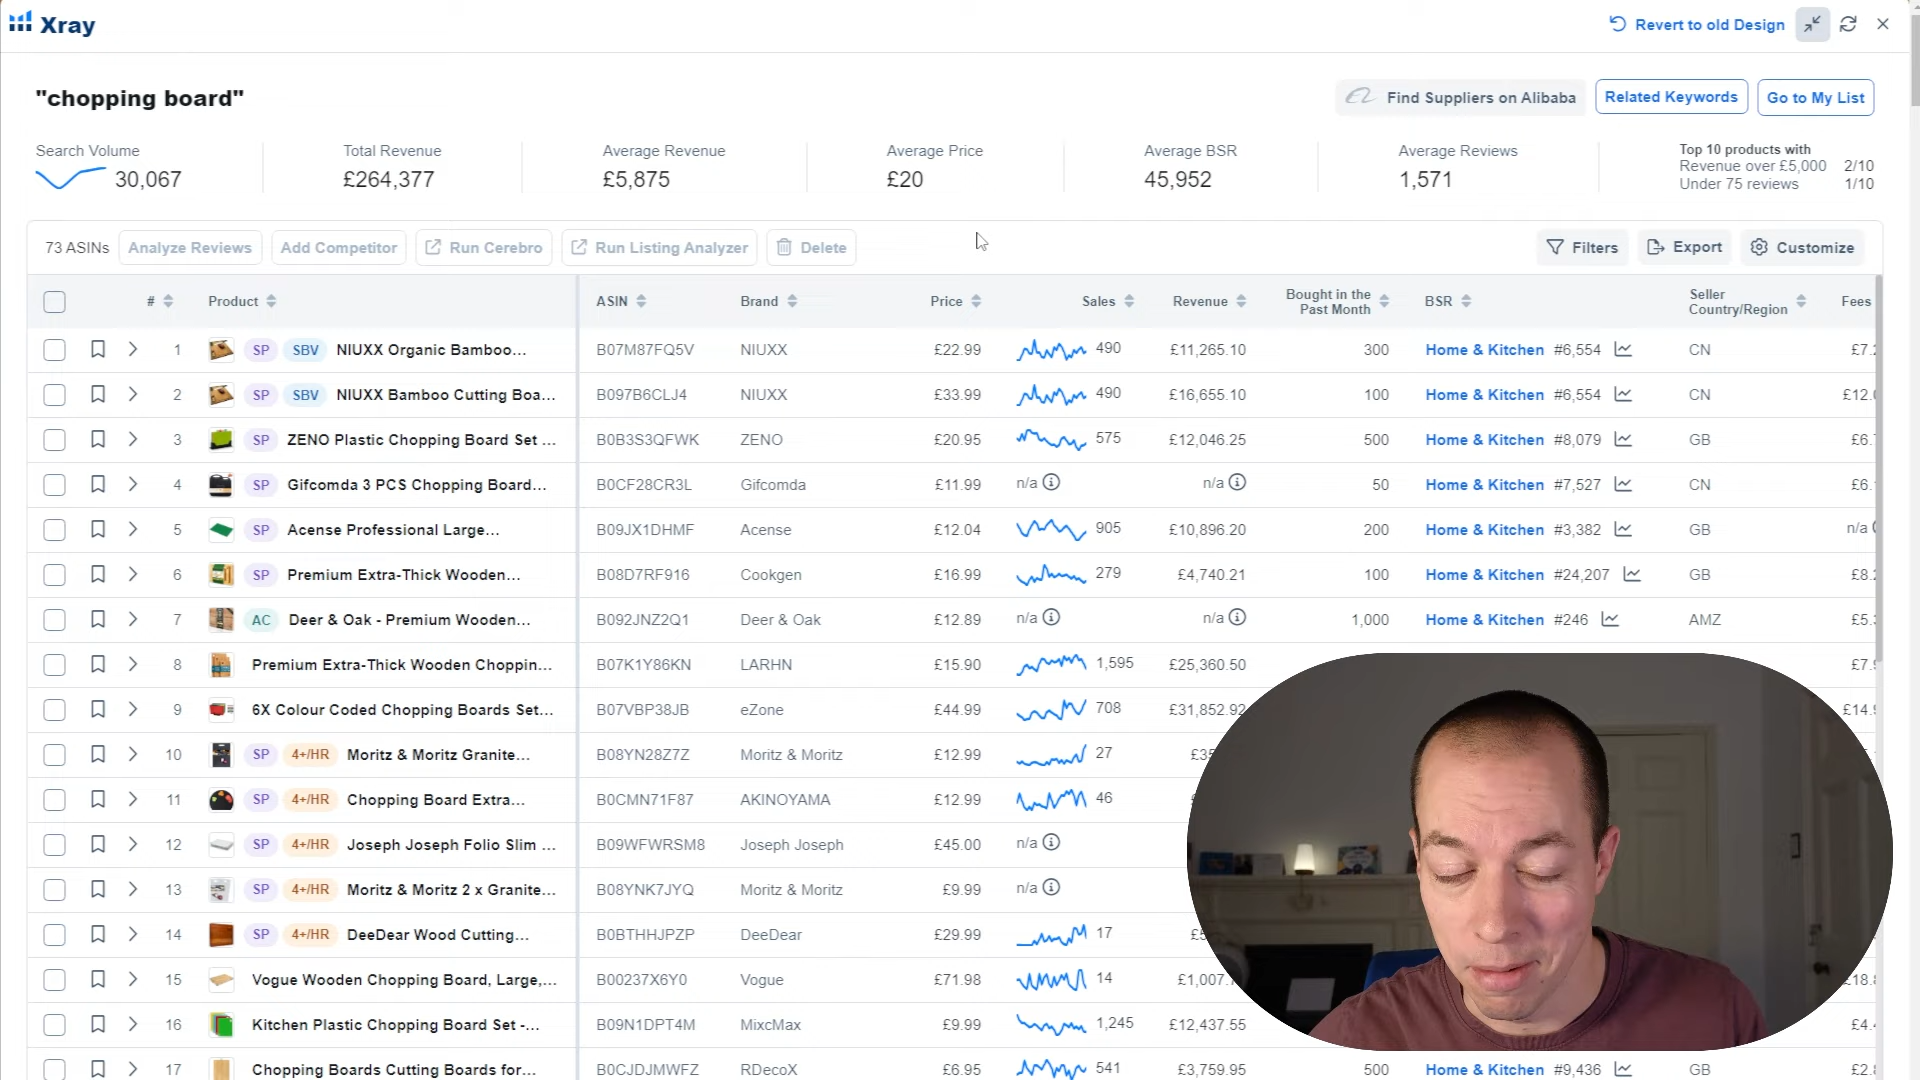 Xray
Revert to old Design
"chopping board"
Find Suppliers on Alibaba
Related Keywords
Go to My List
Search Volume
30,067
Total Revenue
£264,377
Average Revenue
£5,875
Average Price
£20
Average BSR
45,952
Average Reviews
1,571
Top 10 products with
Revenue over £5,000 2/10
Under 75 reviews 1/10
73 ASINs Analyze Reviews Add Competitor Run Cerebro Run Listing Analyzer Delete Filters Export Customize
# Product ASIN Brand Price Sales Revenue Bought in the Past Month BSR Seller Country/Region Fees
1 SP SBV NIUXX Organic Bamboo... B07M87FQ5V NIUXX £22.99 490 £11,265.10 300 Home & Kitchen #6,554 CN
2 SP SBV NIUXX Bamboo Cutting Boa... B097B6CLJ4 NIUXX £33.99 490 £16,655.10 100 Home & Kitchen #6,554 CN
3 SP ZENO Plastic Chopping Board Set ... B0B3S3QFWK ZENO £20.95 575 £12,046.25 500 Home & Kitchen #8,079 GB
4 SP Gifcomda 3 PCS Chopping Board... B0CF28CR3L Gifcomda £11.99 n/a n/a 50 Home & Kitchen #7,527 CN
5 SP Acense Professional Large... B09JX1DHMF Acense £12.04 905 £10,896.20 200 Home & Kitchen #3,382 GB n/a
6 SP Premium Extra-Thick Wooden... B08D7RF916 Cookgen £16.99 279 £4,740.21 100 Home & Kitchen #24,207 GB
7 AC Deer & Oak - Premium Wooden... B092JNZ2Q1 Deer & Oak £12.89 n/a n/a 1,000 Home & Kitchen #246 AMZ
8 Premium Extra-Thick Wooden Choppin... B07K1Y86KN LARHN £15.90 1,595 £25,360.50
9 6X Colour Coded Chopping Boards Set... B07VBP38JB eZone £44.99 708 £31,852.92
10 SP 4+/HR Moritz & Moritz Granite... B08YN28Z7Z Moritz & Moritz £12.99 27
11 SP 4+/HR Chopping Board Extra... B0CMN71F87 AKINOYAMA £12.99 46
12 SP 4+/HR Joseph Joseph Folio Slim ... B09WFWRSM8 Joseph Joseph £45.00 n/a
13 SP 4+/HR Moritz & Moritz 2 x Granite... B08YNK7JYQ Moritz & Moritz £9.99 n/a
14 SP 4+/HR DeeDear Wood Cutting... B0BTHHJPZP DeeDear £29.99 17
15 Vogue Wooden Chopping Board, Large,... B00237X6Y0 Vogue £71.98 14
16 Kitchen Plastic Chopping Board Set -... B09N1DPT4M MixcMax £9.99 1,245 £12,437.55
17 Chopping Boards Cutting Boards for... B0CJDJMWFZ RDecoX £6.95 541 £3,759.95 500 Home & Kitchen #9,436 GB